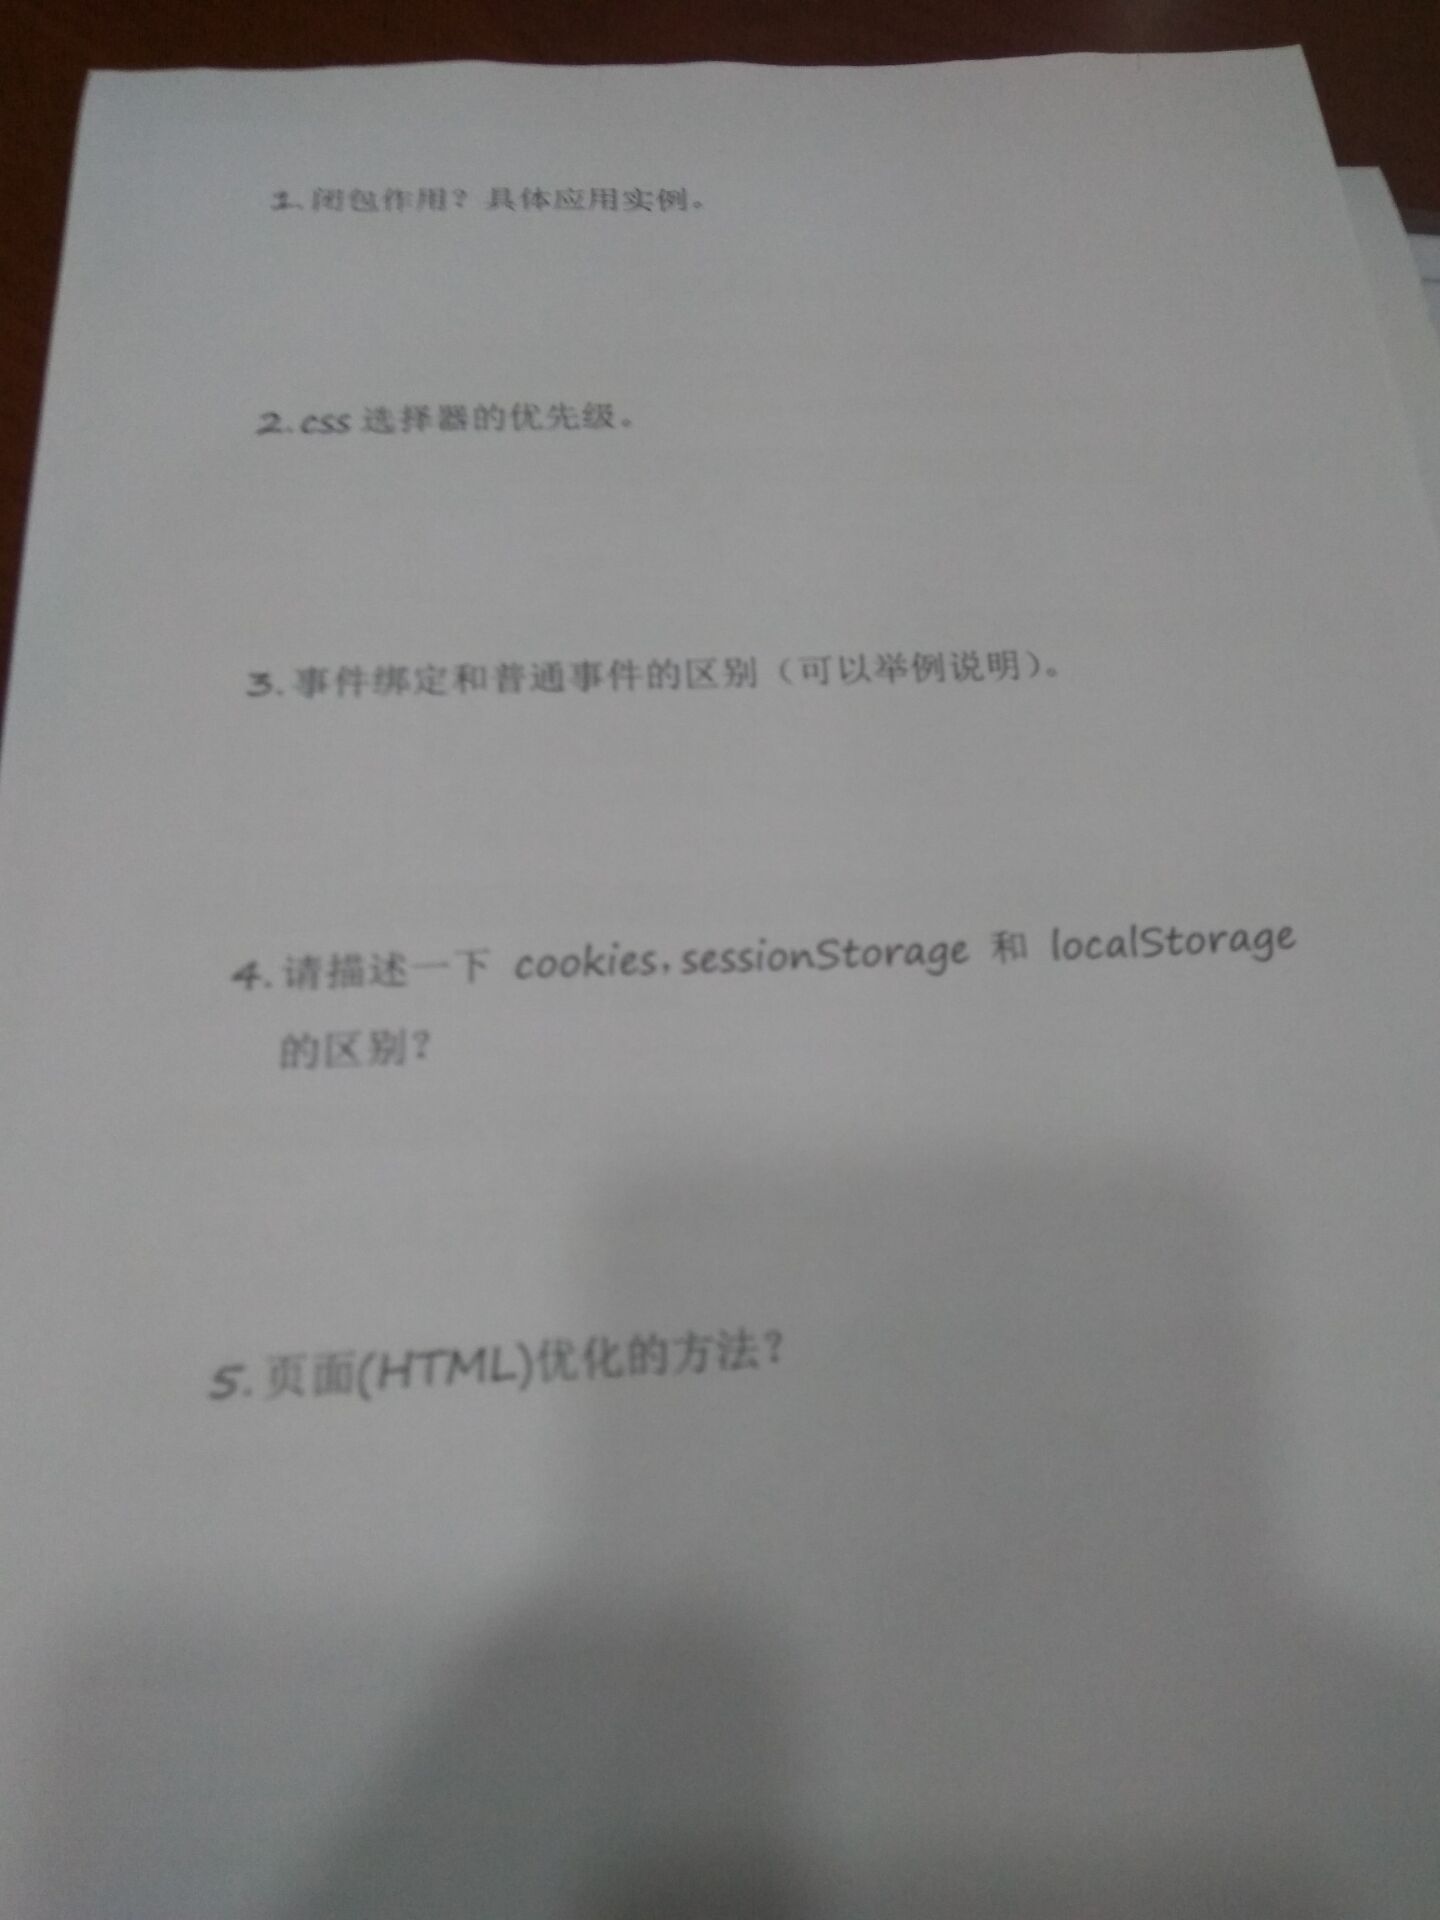 1. 闭包作用？具体应用实例。
2. css 选择器的优先级。
3. 事件绑定和普通事件的区别（可以举例说明）。
4. 请描述一下 cookies，sessionStorage 和 localStorage
的区别？
5. 页面(HTML)优化的方法？